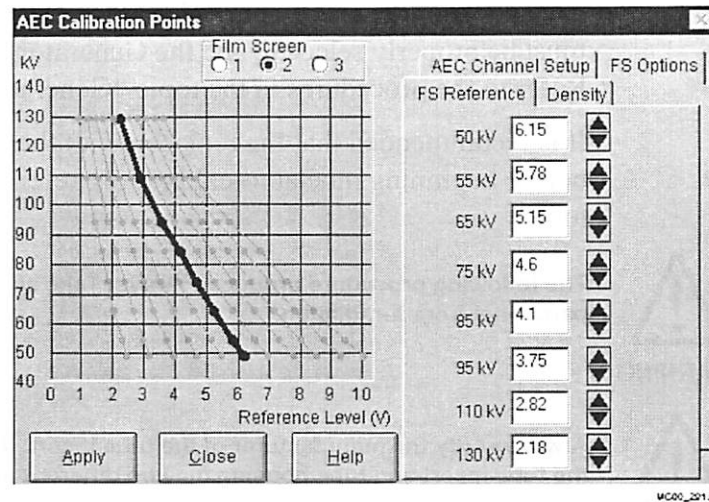 AEC Calibration Points
Film Screen
1 2 3
kV
140
130
120
110
100
90
80
70
60
50
40
0 1 2 3 4 5 6 7 8 9 10
Reference Level (V)
Apply Close Help
AEC Channel Setup FS Options
FS Reference Density
50 kV 6.15
55 kV 5.78
65 kV 5.15
75 kV 4.6
85 kV 4.1
95 kV 3.75
110 kV 2.82
130 kV 2.18